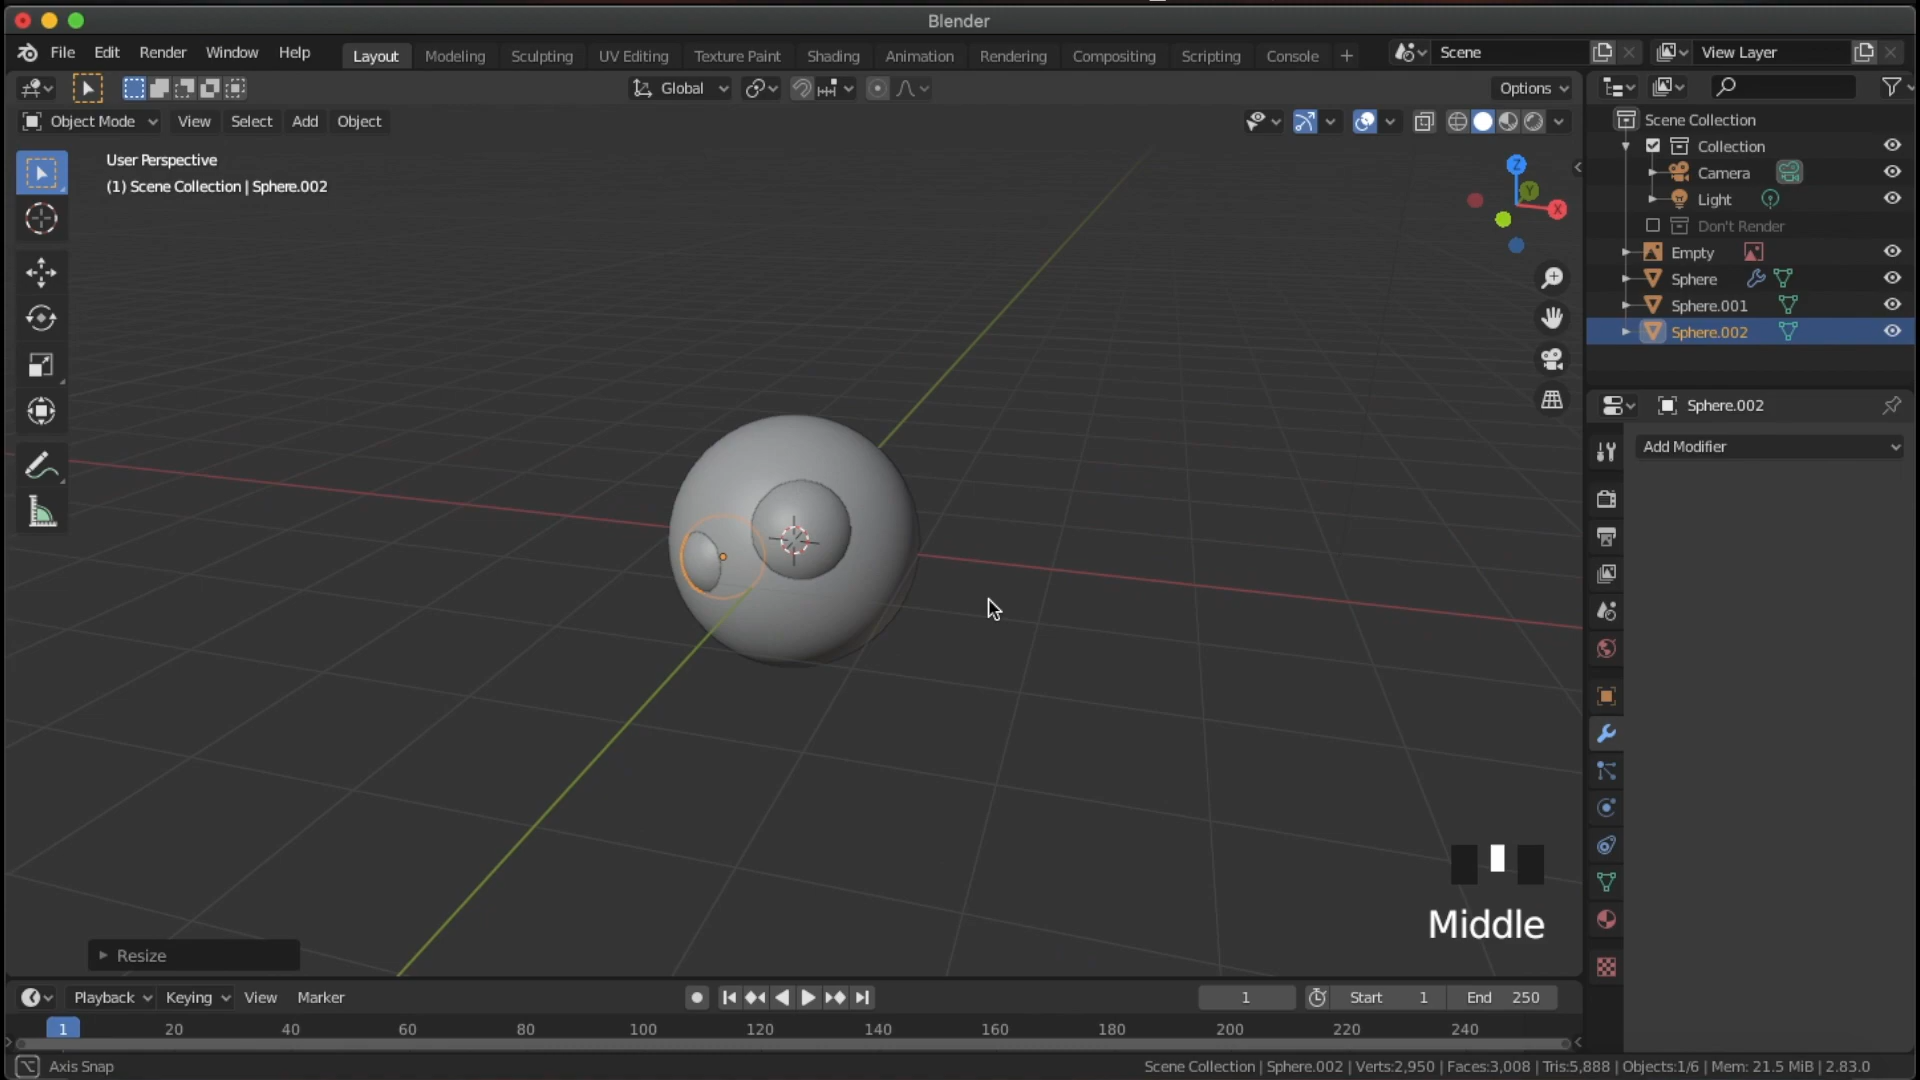 Blender
File Edit Render Window Help Layout Modeling Sculpting UV Editing Texture Paint Shading Animation Rendering Compositing Scripting Console + Scene View Layer
Global Options
Object Mode View Select Add Object
User Perspective
(1) Scene Collection | Sphere.002
Z
Y
X
Scene Collection
Collection
Camera
Light
Don't Render
Empty
Sphere
Sphere.001
Sphere.002
Sphere.002
Add Modifier
Middle
Resize
Playback Keying View Marker 1 Start 1 End 250
1 20 40 60 80 100 120 140 160 180 200 220 240
Axis Snap Scene Collection | Sphere.002 | Verts:2,950 | Faces:3,008 | Tris:5,888 | Objects:1/6 | Mem: 21.5 MiB | 2.83.0